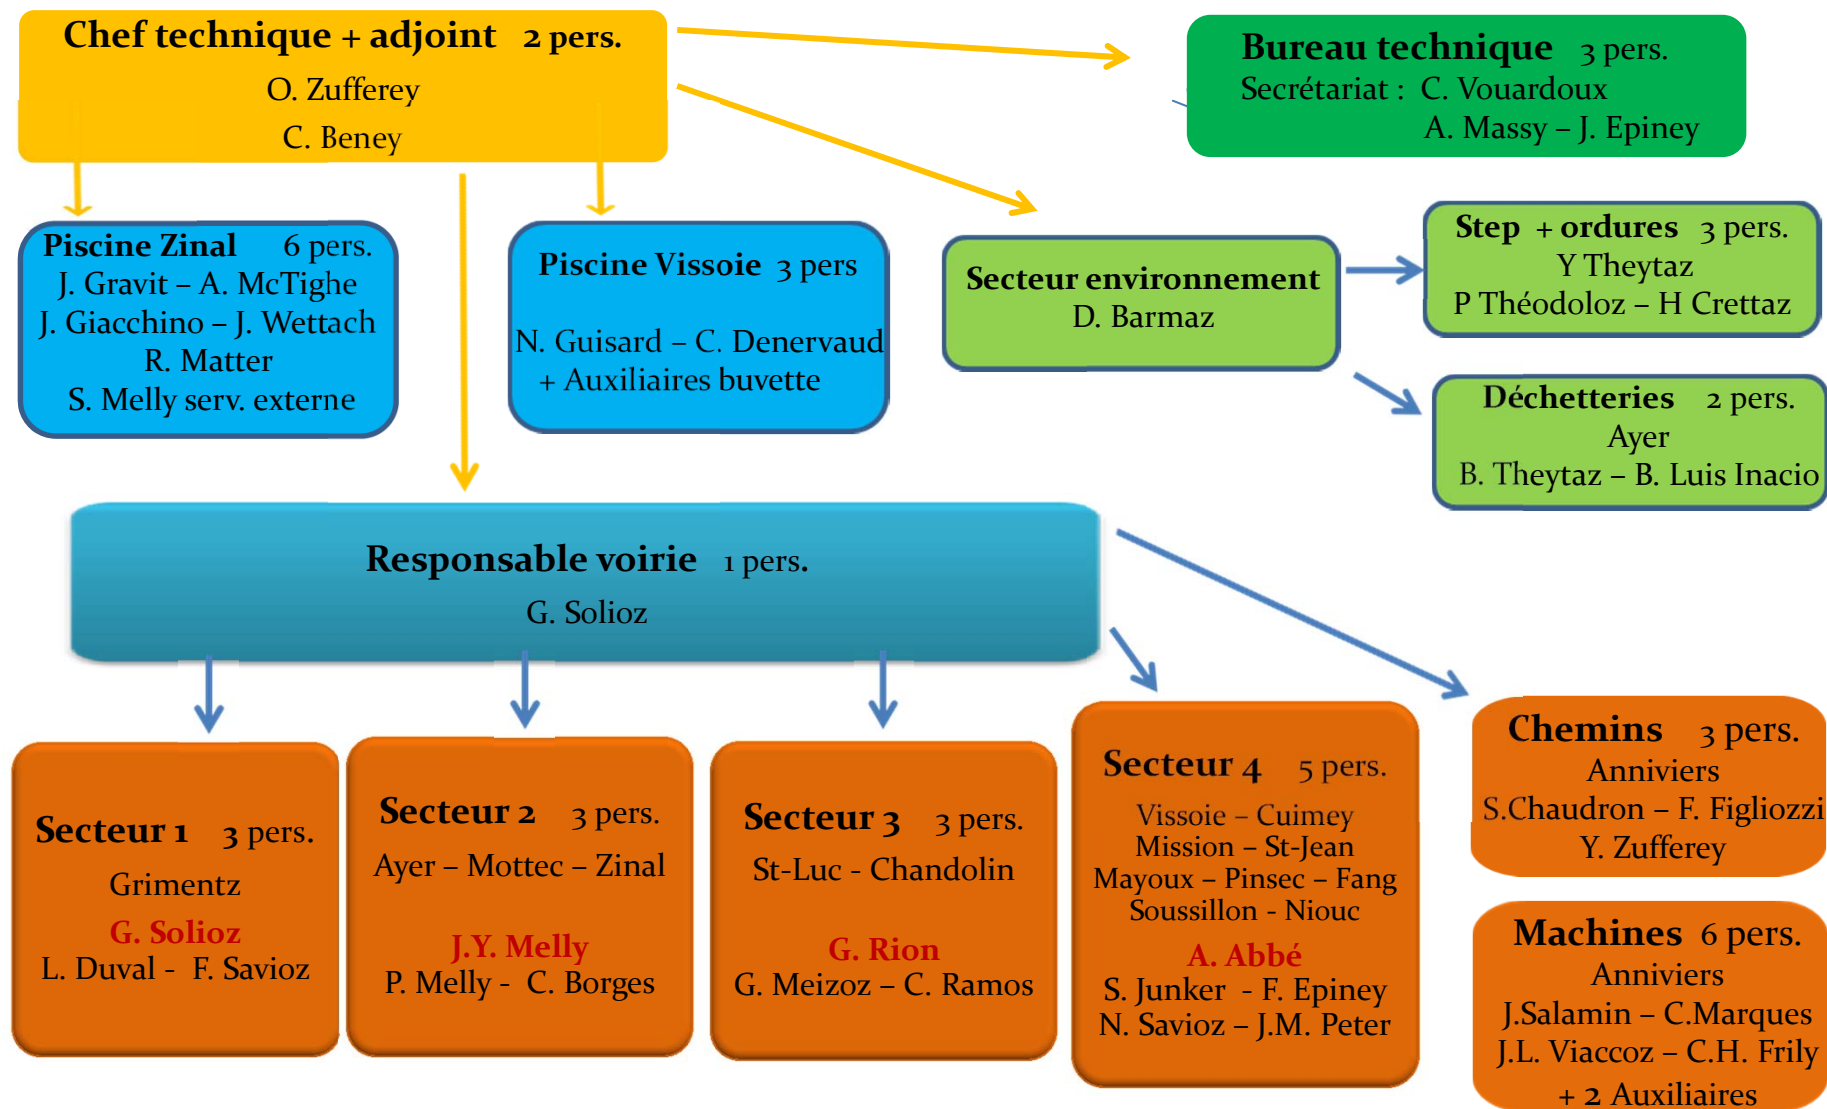 Chef technique + adjoint 2 pers.
O. Zufferey
C. Beney
Bureau technique 3 pers.
Secrétariat : C. Vouardoux
A. Massy – J. Epiney
Piscine Zinal 6 pers.
J. Gravit – A. McTighe
J. Giacchino – J. Wettach
R. Matter
S. Melly serv. externe
Piscine Vissoie 3 pers
N. Guisard – C. Denervaud
+ Auxiliaires buvette
Secteur environnement
D. Barmaz
Step + ordures 3 pers.
Y Theytaz
P Théodoloz – H Crettaz
Déchetteries 2 pers.
Ayer
B. Theytaz – B. Luis Inacio
Responsable voirie 1 pers.
G. Solioz
Secteur 1 3 pers.
Grimentz
G. Solioz
L. Duval - F. Savioz
Secteur 2 3 pers.
Ayer – Mottec – Zinal
J.Y. Melly
P. Melly - C. Borges
Secteur 3 3 pers.
St-Luc - Chandolin
G. Rion
G. Meizoz – C. Ramos
Secteur 4 5 pers.
Vissoie – Cuimey
Mission – St-Jean
Mayoux – Pinsec – Fang
Soussillon - Niouc
A. Abbé
S. Junker - F. Epiney
N. Savioz – J.M. Peter
Chemins 3 pers.
Anniviers
S.Chaudron – F. Figliozzi
Y. Zufferey
Machines 6 pers.
Anniviers
J.Salamin – C.Marques
J.L. Viaccoz – C.H. Frily
+ 2 Auxiliaires